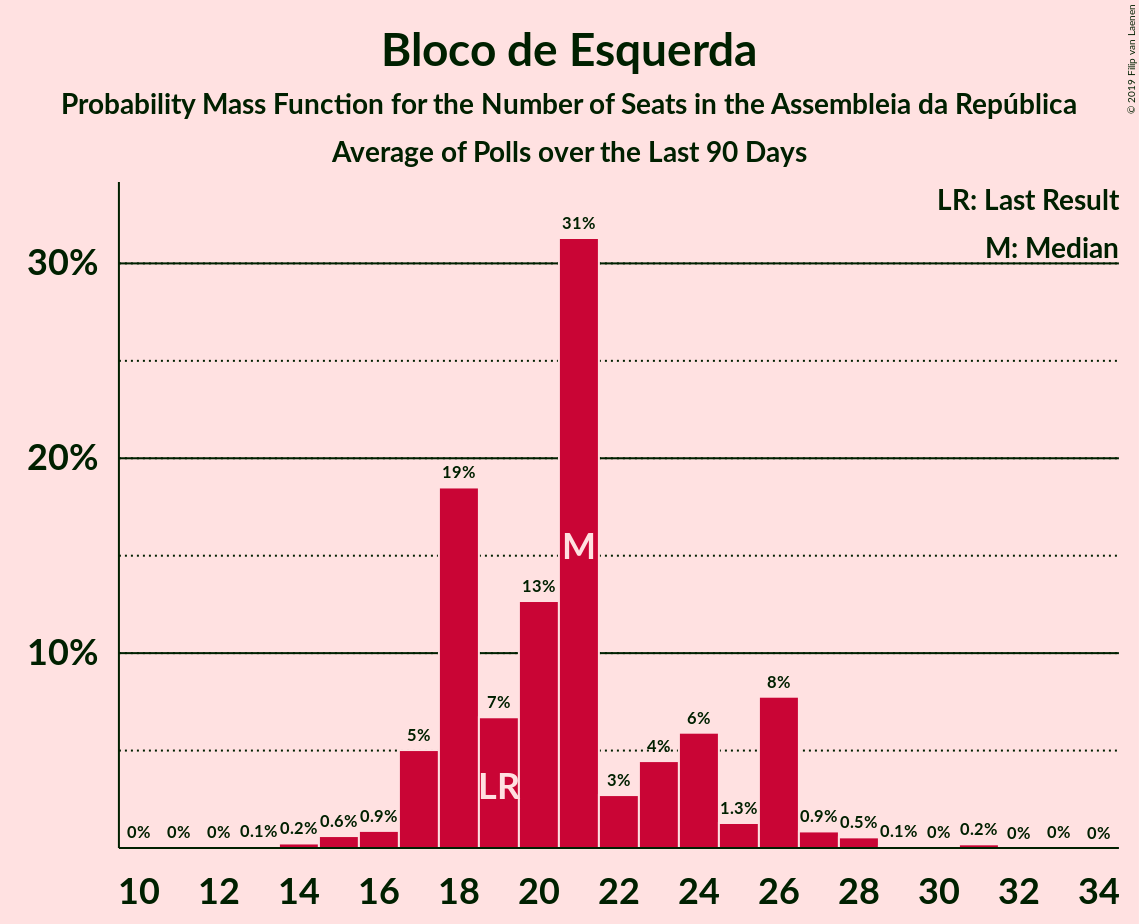 Bloco de Esquerda
Probability Mass Function for the Number of Seats in the Assembleia da República
Average of Polls over the Last 90 Days
© 2019 Filip van Laenen
LR: Last Result
M: Median
30%
20%
10%
0% 0% 0% 0.1% 0.2% 0.6% 0.9% 5% 19% 7% 13% 31% 3% 4% 6% 1.3% 8% 0.9% 0.5% 0.1% 0% 0.2% 0% 0% 0%
M
LR
10 12 14 16 18 20 22 24 26 28 30 32 34